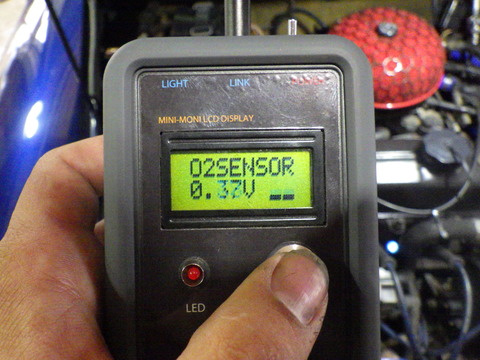 LIGHT
LINK
MINI-MONI LCD DISPLAY
O2SENSOR
0.37V
LED